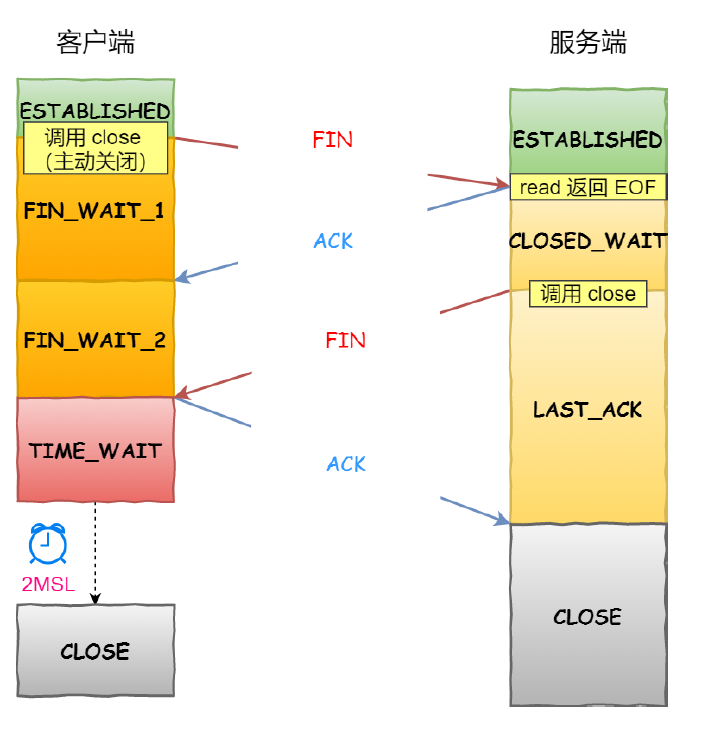 客户端
服务端
ESTABLISHED
调用 close
（主动关闭）
FIN
ESTABLISHED
read 返回 EOF
FIN_WAIT_1
ACK
CLOSED_WAIT
调用 close
FIN_WAIT_2
FIN
LAST_ACK
TIME_WAIT
ACK
2MSL
CLOSE
CLOSE